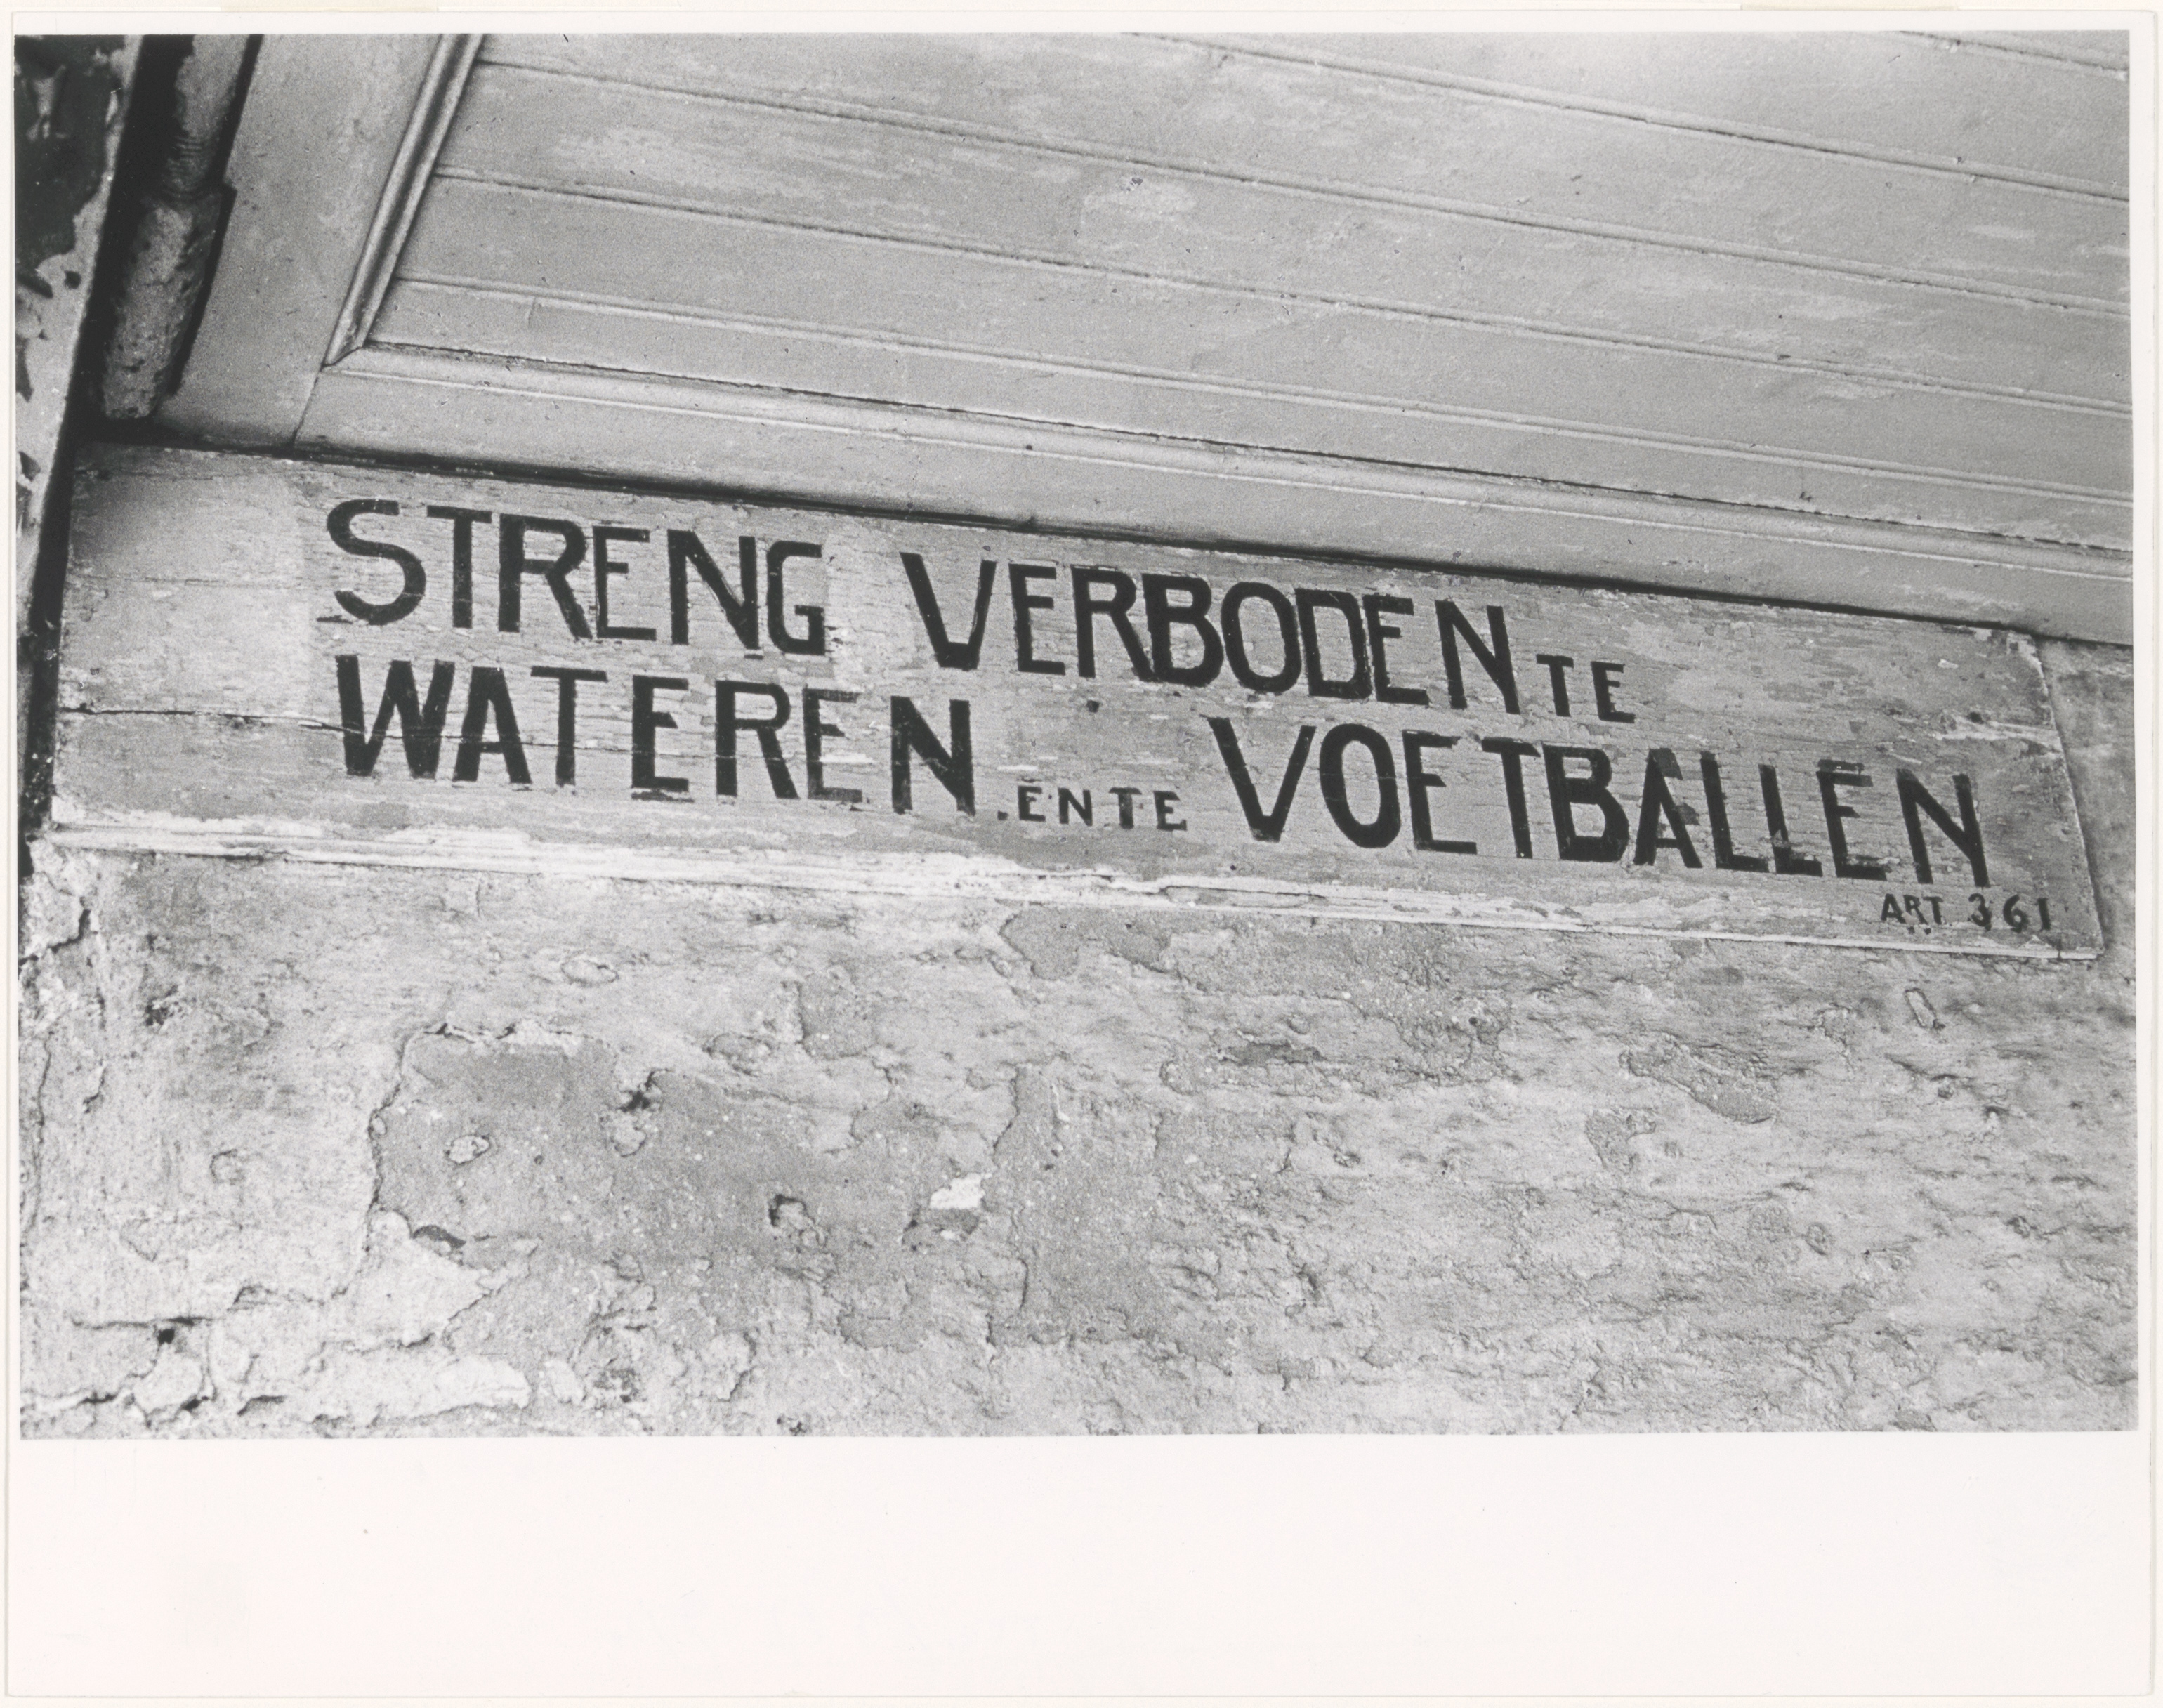 STRENG VERBODEN TE
WATEREN . EN TE VOETBALLEN
ART 361